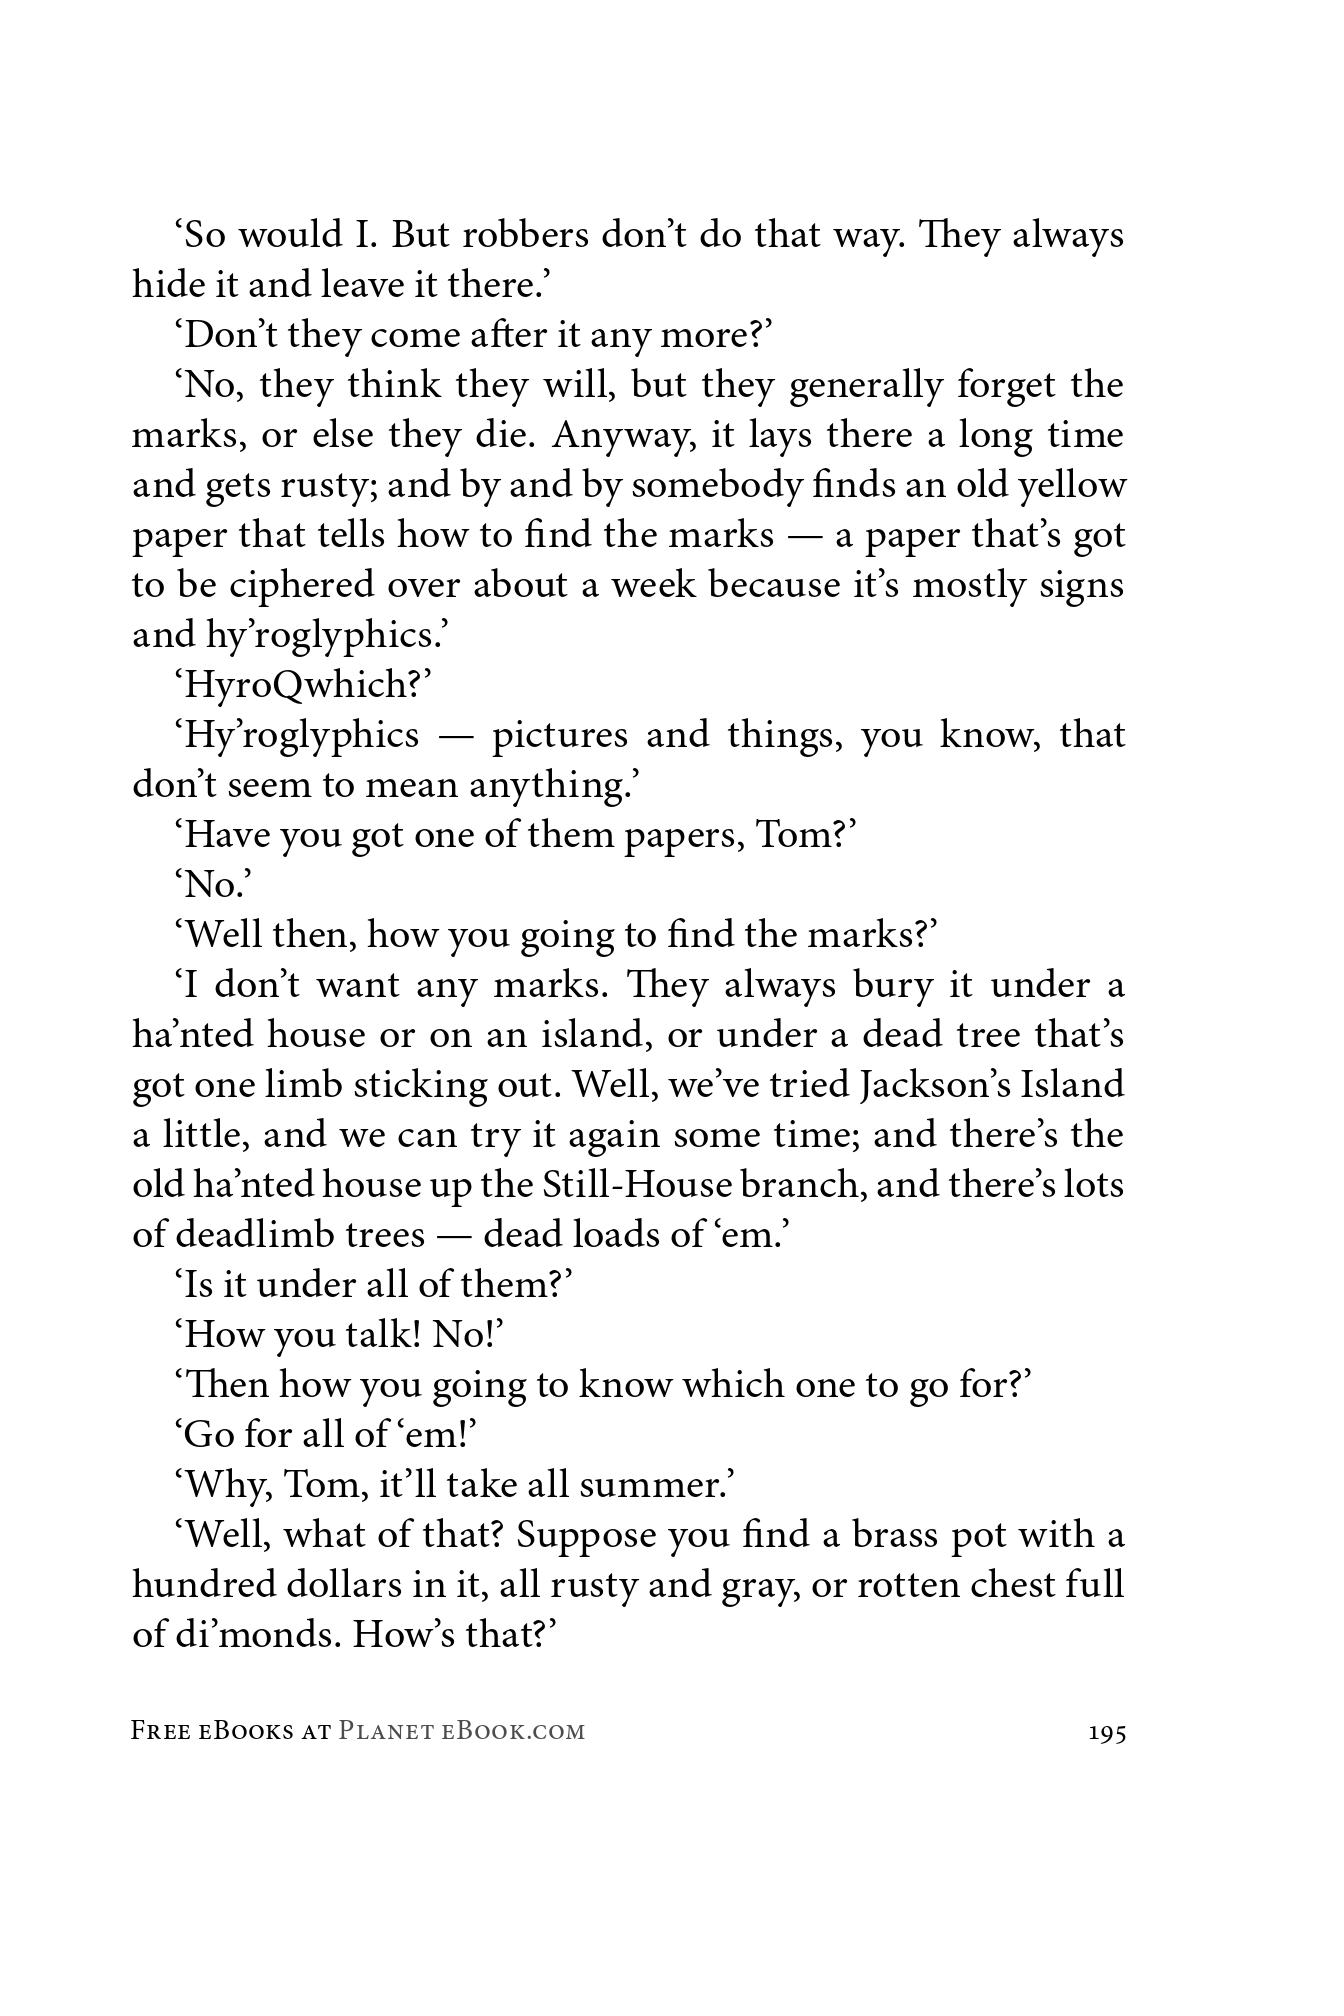 ‘So would I. But robbers don’t do that way. They always
hide it and leave it there.’
‘Don’t they come after it any more?’
‘No, they think they will, but they generally forget the
marks, or else they die. Anyway, it lays there a long time
and gets rusty; and by and by somebody finds an old yellow
paper that tells how to find the marks — a paper that’s got
to be ciphered over about a week because it’s mostly signs
and hy’roglyphics.’
‘HyroQwhich?’
‘Hy’roglyphics — pictures and things, you know, that
don’t seem to mean anything.’
‘Have you got one of them papers, Tom?’
‘No.’
‘Well then, how you going to find the marks?’
‘I don’t want any marks. They always bury it under a
ha’nted house or on an island, or under a dead tree that’s
got one limb sticking out. Well, we’ve tried Jackson’s Island
a little, and we can try it again some time; and there’s the
old ha’nted house up the Still-House branch, and there’s lots
of deadlimb trees — dead loads of ‘em.’
‘Is it under all of them?’
‘How you talk! No!’
‘Then how you going to know which one to go for?’
‘Go for all of ‘em!’
‘Why, Tom, it’ll take all summer.’
‘Well, what of that? Suppose you find a brass pot with a
hundred dollars in it, all rusty and gray, or rotten chest full
of di’monds. How’s that?’
Free eBooks at Planet eBook.com 195